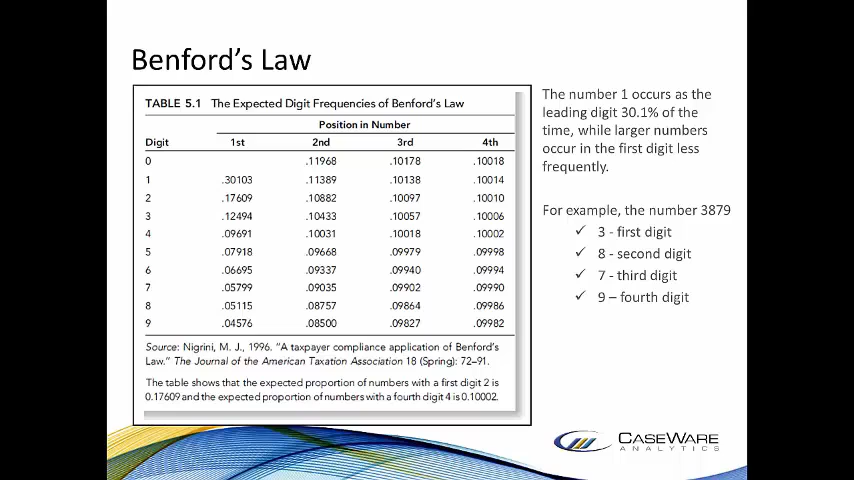 Benford's Law
TABLE 5.1 The Expected Digit Frequencies of Benford's Law
Position in Number
Digit 1st 2nd 3rd 4th
0 .11968 .10178 .10018
1 .30103 .11389 .10138 .10014
2 .17609 .10882 .10097 .10010
3 .12494 .10433 .10057 .10006
4 .09691 .10031 .10018 .10002
5 .07918 .09668 .09979 .09998
6 .06695 .09337 .09940 .09994
7 .05799 .09035 .09902 .09990
8 .05115 .08757 .09864 .09986
9 .04576 .08500 .09827 .09982
Source: Nigrini, M. J., 1996. "A taxpayer compliance application of Benford's
Law." The Journal of the American Taxation Association 18 (Spring): 72–91.
The table shows that the expected proportion of numbers with a first digit 2 is
0.17609 and the expected proportion of numbers with a fourth digit 4 is 0.10002.
The number 1 occurs as the
leading digit 30.1% of the
time, while larger numbers
occur in the first digit less
frequently.
For example, the number 3879
✓ 3 - first digit
✓ 8 - second digit
✓ 7 - third digit
✓ 9 – fourth digit
CASEWARE
ANALYTICS